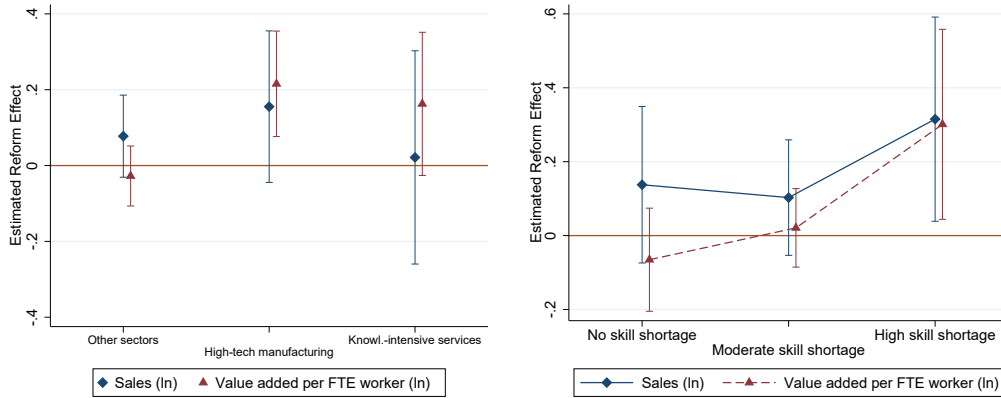 Estimated Reform Effect
.4
.2
0
-.2
-.4
Other sectors
High-tech manufacturing
Knowl.-intensive services
Sales (ln)
Value added per FTE worker (ln)
Estimated Reform Effect
.6
.4
.2
0
-.2
No skill shortage
Moderate skill shortage
High skill shortage
Sales (ln)
Value added per FTE worker (ln)